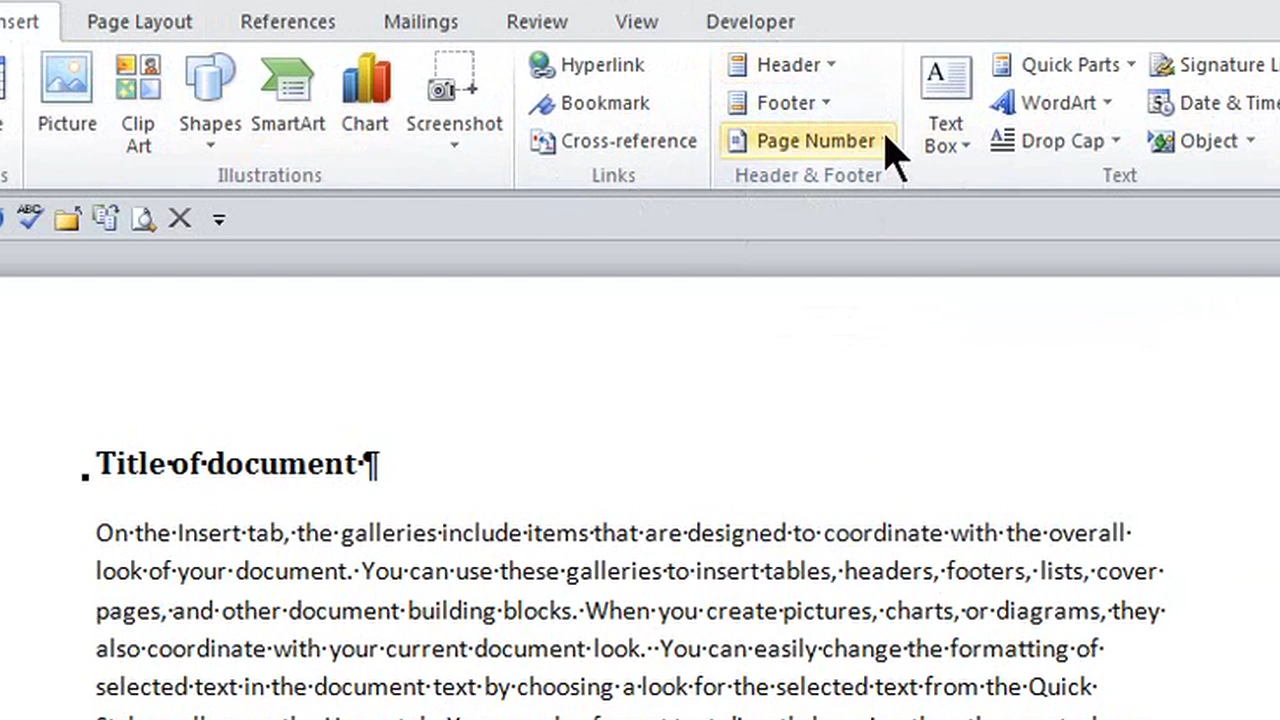 Page Layout References Mailings Review View Developer
Picture Clip Art Shapes SmartArt Chart Screenshot
Illustrations
Hyperlink
Bookmark
Cross-reference
Links
Header
Footer
Page Number
Header & Footer
A
Text Box
Quick Parts
WordArt
Drop Cap
Signature
Date &
Object
Text
ABC
Title·of·document·¶
On·the·Insert·tab,·the·galleries·include·items·that·are·designed·to·coordinate·with·the·overall·
look·of·your·document.·You·can·use·these·galleries·to·insert·tables,·headers,·footers,·lists,·cover·
pages,·and·other·document·building·blocks.·When·you·create·pictures,·charts,·or·diagrams,·they·
also·coordinate·with·your·current·document·look.··You·can·easily·change·the·formatting·of·
selected·text·in·the·document·text·by·choosing·a·look·for·the·selected·text·from·the·Quick·